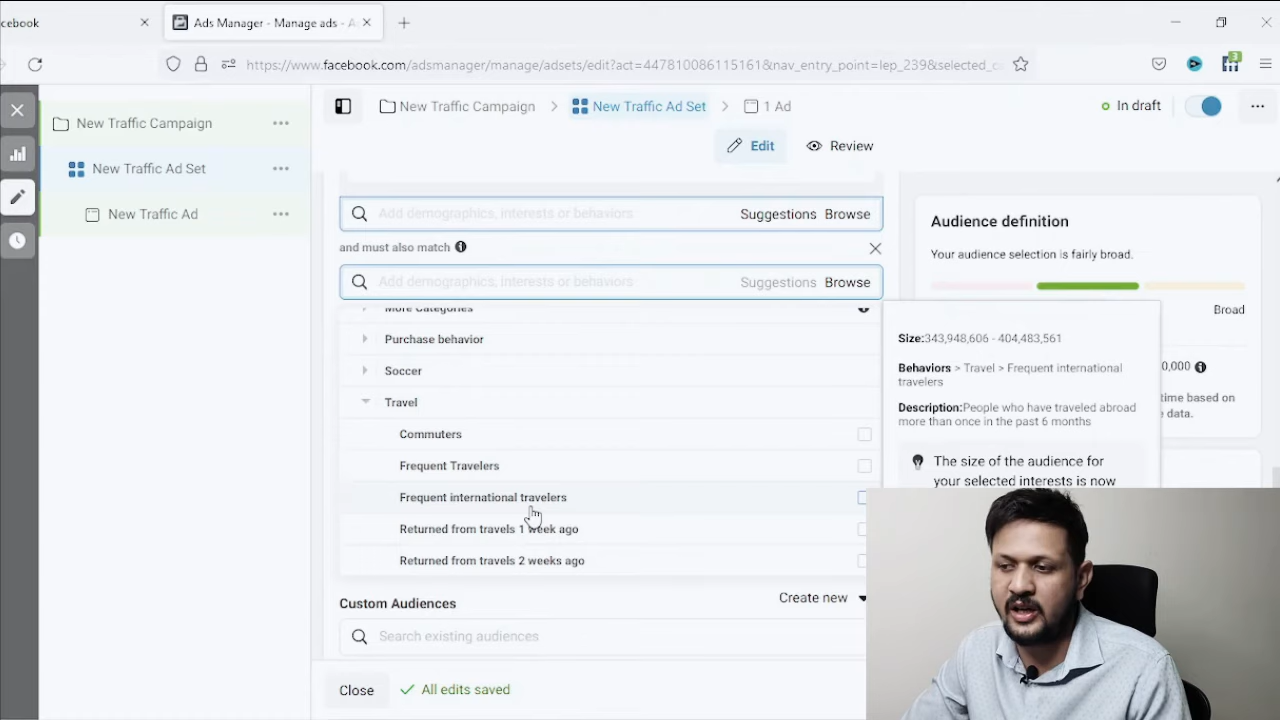 cebook
Ads Manager - Manage ads - A
https://www.facebook.com/adsmanager/manage/adsets/edit?act=447810086115161&nav_entry_point=lep_239&selected_c
3
New Traffic Campaign
New Traffic Ad Set
1 Ad
In draft
Edit
Review
New Traffic Campaign
New Traffic Ad Set
New Traffic Ad
Add demographics, interests or behaviors
Suggestions
Browse
and must also match
Add demographics, interests or behaviors
Suggestions
Browse
More Categories
Purchase behavior
Soccer
Travel
Commuters
Frequent Travelers
Frequent international travelers
Returned from travels 1 week ago
Returned from travels 2 weeks ago
Custom Audiences
Create new
Search existing audiences
Close
All edits saved
Audience definition
Your audience selection is fairly broad.
Broad
0,000
time based on
data.
Size:343,948,606 - 404,483,561
Behaviors > Travel > Frequent international
travelers
Description:People who have traveled abroad
more than once in the past 6 months
The size of the audience for
your selected interests is now